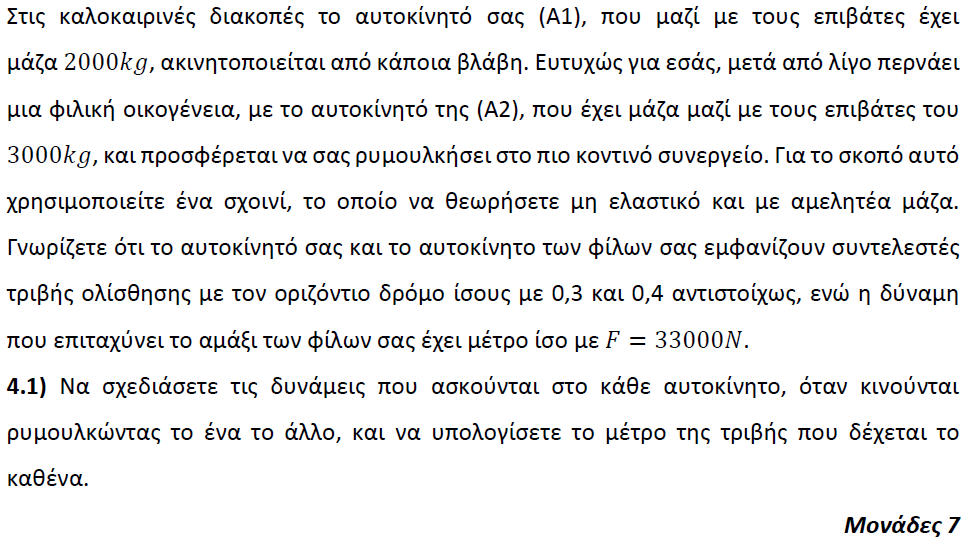 Στις καλοκαιρινές διακοπές το αυτοκίνητό σας (Α1), που μαζί με τους επιβάτες έχει
μάζα 2000kg, ακινητοποιείται από κάποια βλάβη. Ευτυχώς για εσάς, μετά από λίγο περνάει
μια φιλική οικογένεια, με το αυτοκίνητό της (Α2), που έχει μάζα μαζί με τους επιβάτες του
3000kg, και προσφέρεται να σας ρυμουλκήσει στο πιο κοντινό συνεργείο. Για το σκοπό αυτό
χρησιμοποιείτε ένα σχοινί, το οποίο να θεωρήσετε μη ελαστικό και με αμελητέα μάζα.
Γνωρίζετε ότι το αυτοκίνητό σας και το αυτοκίνητο των φίλων σας εμφανίζουν συντελεστές
τριβής ολίσθησης με τον οριζόντιο δρόμο ίσους με 0,3 και 0,4 αντιστοίχως, ενώ η δύναμη
που επιταχύνει το αμάξι των φίλων σας έχει μέτρο ίσο με F = 33000N.
4.1) Να σχεδιάσετε τις δυνάμεις που ασκούνται στο κάθε αυτοκίνητο, όταν κινούνται
ρυμουλκώντας το ένα το άλλο, και να υπολογίσετε το μέτρο της τριβής που δέχεται το
καθένα.
Μονάδες 7